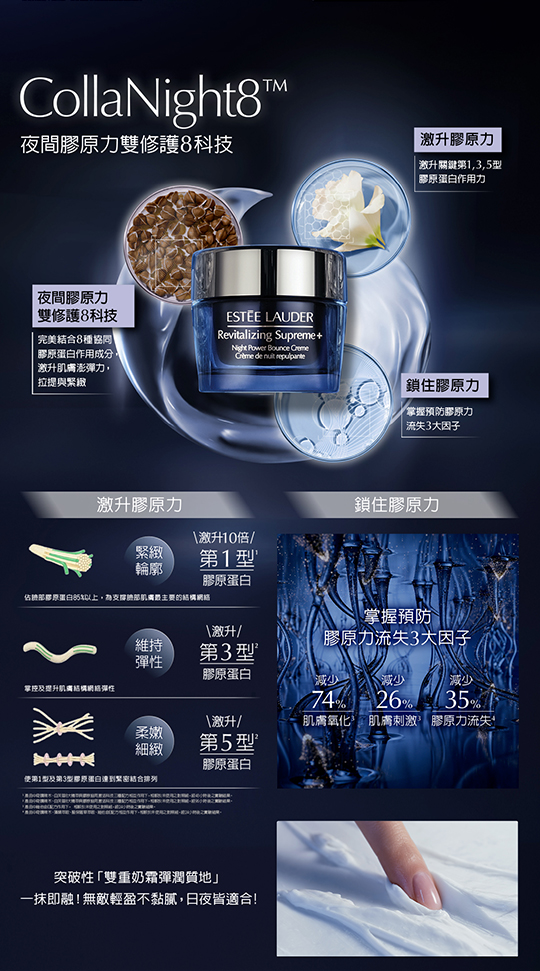 CollaNight8™
夜間膠原力雙修護8科技
激升膠原力
激升關鍵第1,3,5型
膠原蛋白作用力
夜間膠原力
雙修護8科技
完美結合8種協同
膠原蛋白作用成分,
激升肌膚澎彈力,
拉提與緊緻
ESTĒE LAUDER
Revitalizing Supreme+
Night Power Bounce Creme
Crème de nuit repulpante
鎖住膠原力
掌握預防膠原力
流失3大因子
激升膠原力
緊緻
輪廓
\激升10倍/
第1型¹
膠原蛋白
佔臉部膠原蛋白85%以上，為支撐臉部肌膚最主要的結構網絡
維持
彈性
\激升/
第3型²
膠原蛋白
掌控及提升肌膚結構網絡彈性
柔嫩
細緻
\激升/
第5型²
膠原蛋白
使第1型及第3型膠原蛋白達到緊密結合排列
鎖住膠原力
掌握預防
膠原力流失3大因子
減少
74%
肌膚氧化³
減少
26%
肌膚刺激³
減少
35%
膠原力流失⁴
突破性「雙重奶霜彈潤質地」
一抹即融！無敵輕盈不黏膩，日夜皆適合！